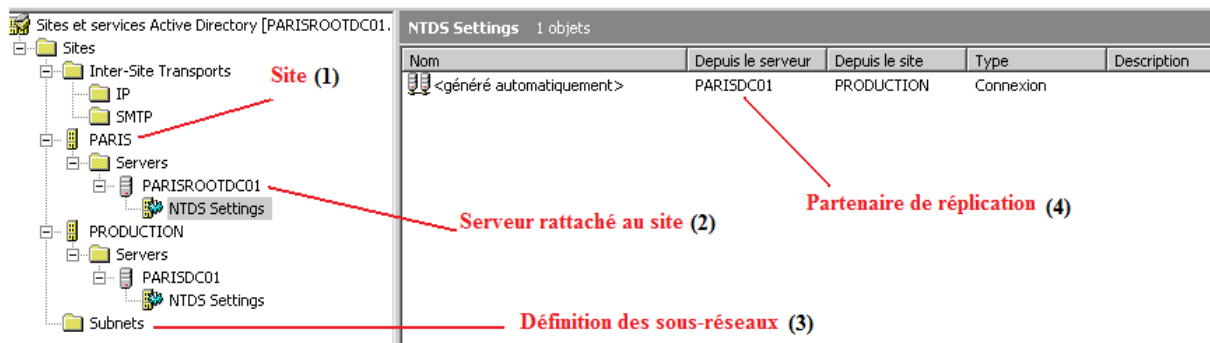 Sites et services Active Directory [PARISROOTDC01.
Sites
Inter-Site Transports
IP
SMTP
PARIS
Servers
PARISROOTDC01
NTDS Settings
PRODUCTION
Servers
PARISDC01
NTDS Settings
Subnets
Site (1)
Serveur rattaché au site (2)
Définition des sous-réseaux (3)
NTDS Settings 1 objets
Nom Depuis le serveur Depuis le site Type Description
<généré automatiquement> PARISDC01 PRODUCTION Connexion
Partenaire de réplication (4)